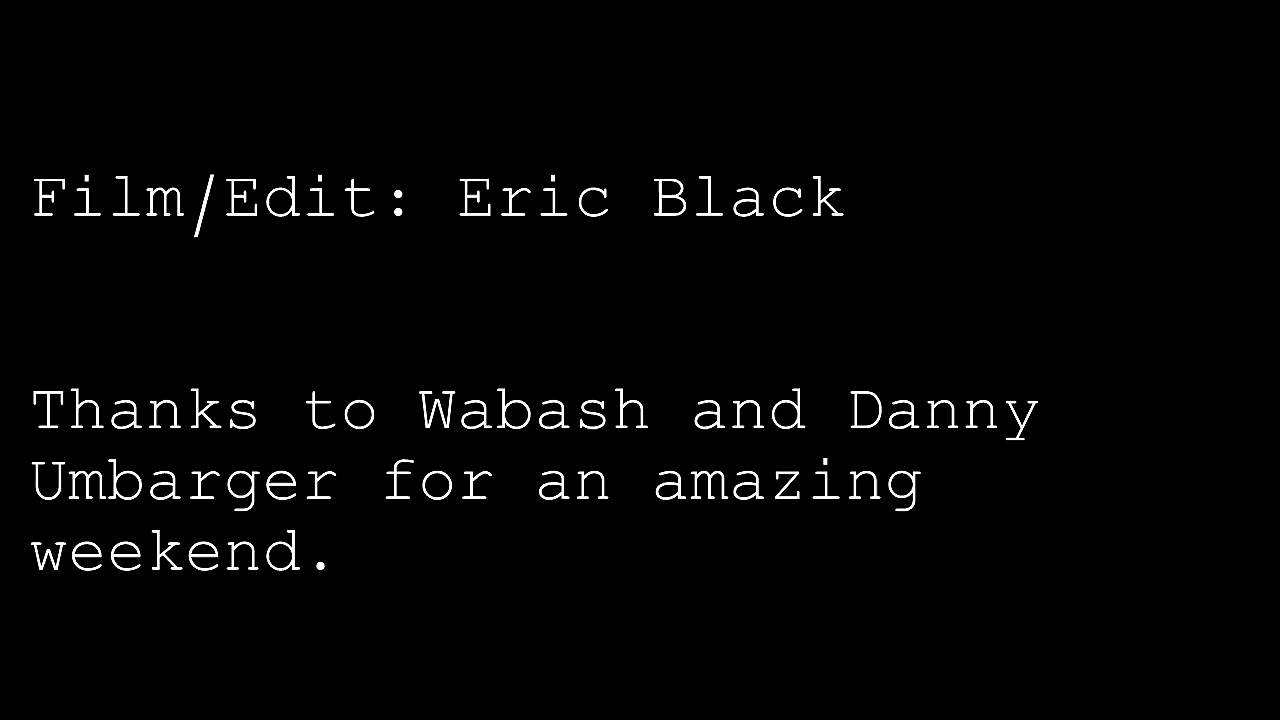 Film/Edit: Eric Black
Thanks to Wabash and Danny
Umbarger for an amazing
weekend.